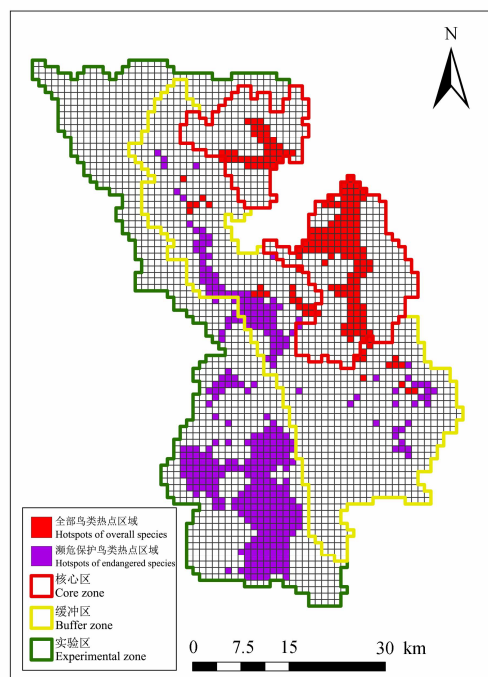 N
全部鸟类热点区域
Hotspots of overall species
濒危保护鸟类热点区域
Hotspots of endangered species
核心区
Core zone
缓冲区
Buffer zone
实验区
Experimental zone
0 7.5 15 30 km